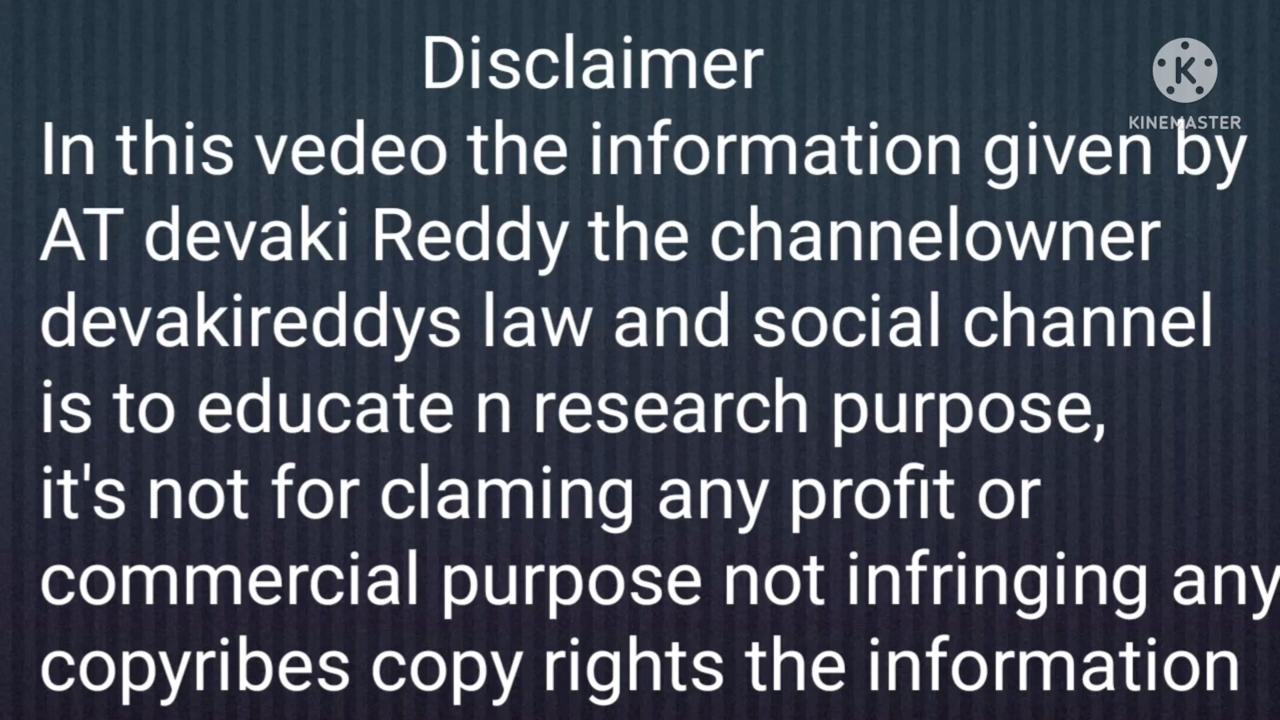 Disclaimer
KINEMASTER
In this vedeo the information given by
AT devaki Reddy the channelowner
devakireddys law and social channel
is to educate n research purpose,
it's not for claming any profit or
commercial purpose not infringing any
copyribes copy rights the information